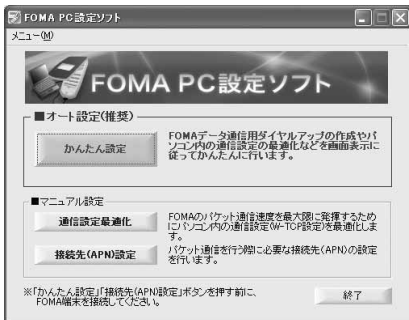 FOMA PC設定ソフト
メニュー(M)
FOMA PC設定ソフト
■オート設定(推奨)
かんたん設定
FOMAデータ通信用ダイヤルアップの作成やパ
ソコン内の通信設定の最適化などを画面表示に
従ってかんたんに行います。
■マニュアル設定
通信設定最適化
FOMAのパケット通信速度を最大限に発揮するため
にパソコン内の通信設定(W-TCP設定)を最適化しま
す。
接続先(APN)設定
パケット通信を行う際に必要な接続先(APN)の設定
を行います。
※「かんたん設定」「接続先(APN)設定」ボタンを押す前に、
FOMA端末を接続してください。
終了